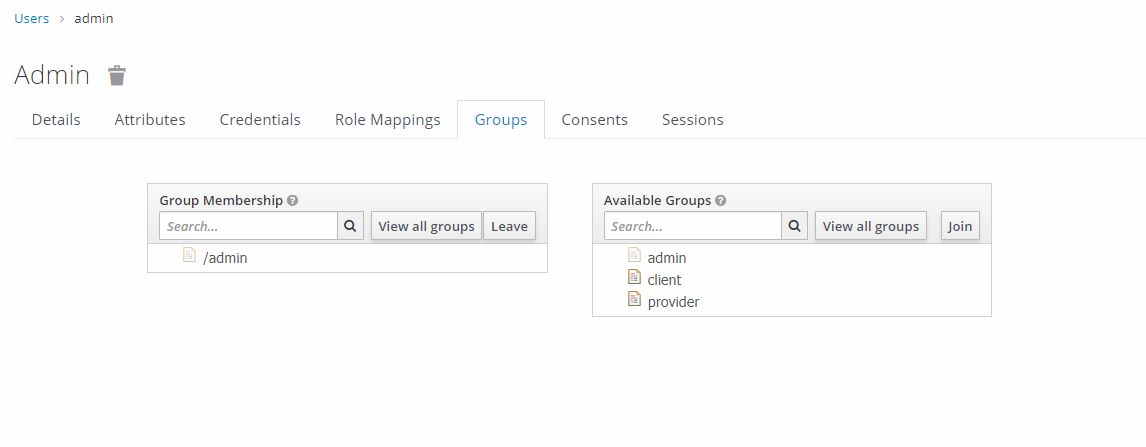 Users › admin
Admin
Details Attributes Credentials Role Mappings Groups Consents Sessions
Group Membership ?
Search... View all groups Leave
/admin
Available Groups ?
Search... View all groups Join
admin
client
provider